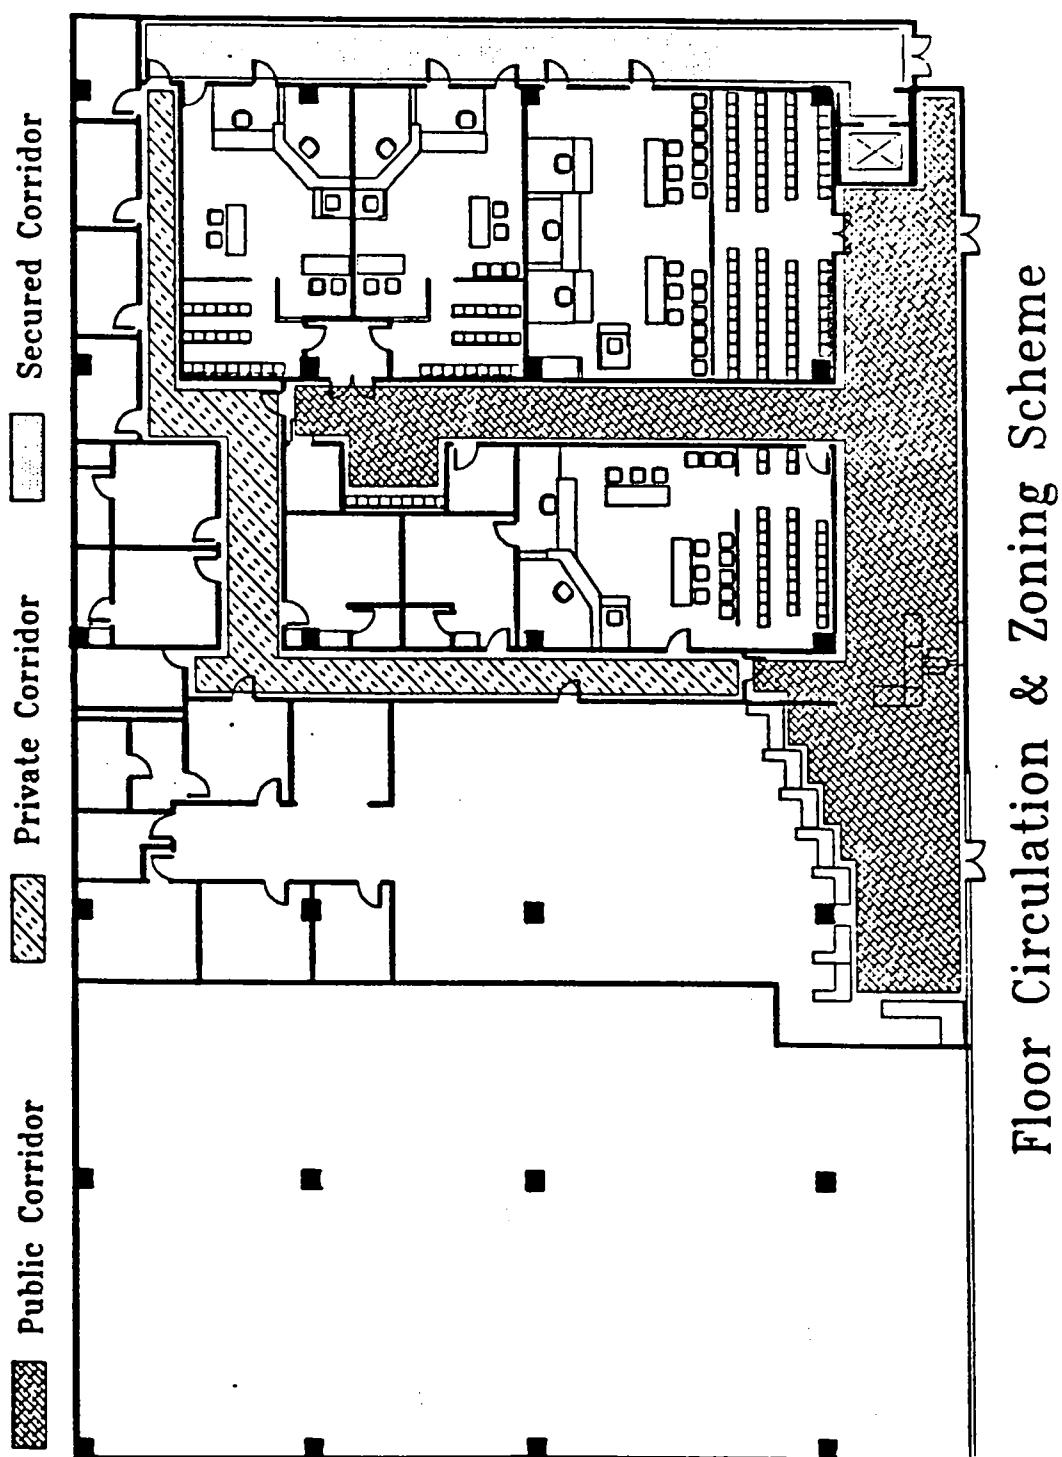 Public Corridor
Private Corridor
Secured Corridor
Floor Circulation & Zoning Scheme